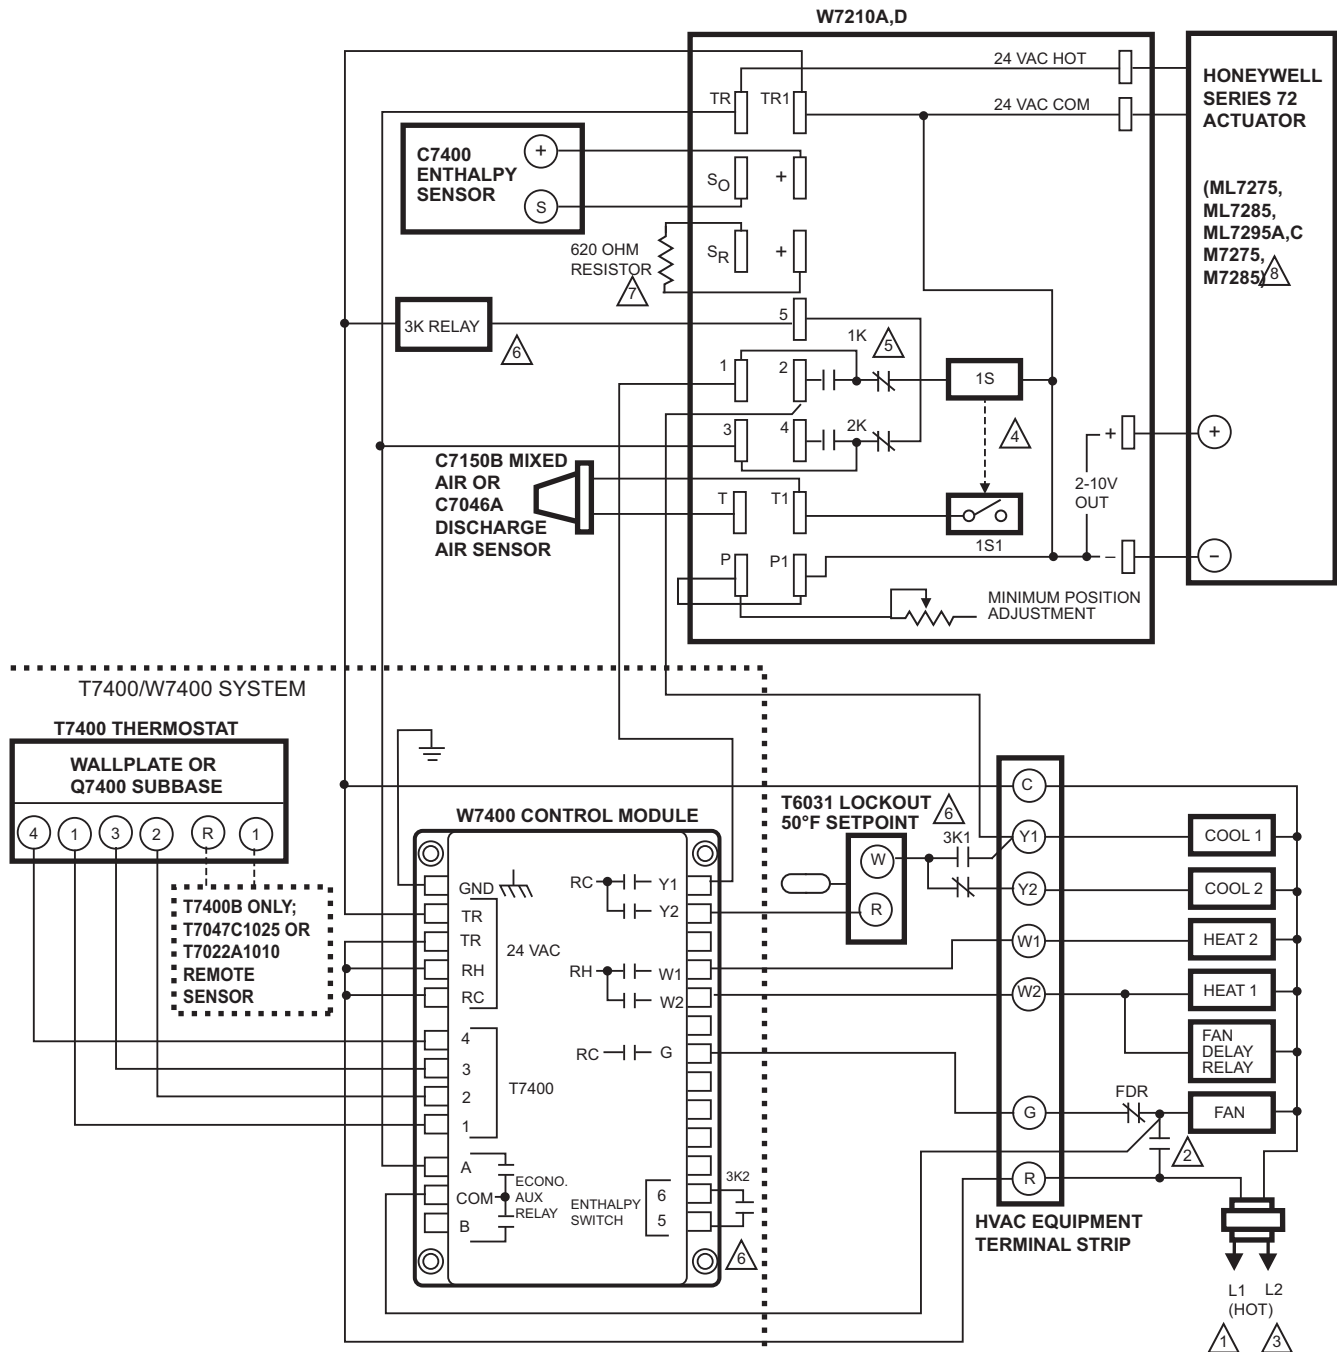 W7210A,D
24 VAC HOT
24 VAC COM
TR
TR1
HONEYWELL
SERIES 72
ACTUATOR
(ML7275,
ML7285,
ML7295A,C
M7275,
M7285)
8
C7400
ENTHALPY
SENSOR
+
S
SO
+
SR
+
620 OHM
RESISTOR
7
3K RELAY
6
5
1K
5
1
2
1S
4
3
4
2K
C7150B MIXED
AIR OR
C7046A
DISCHARGE
AIR SENSOR
T
T1
1S1
P
P1
+
2-10V
OUT
–
+
–
MINIMUM POSITION
ADJUSTMENT
T7400/W7400 SYSTEM
T7400 THERMOSTAT
WALLPLATE OR
Q7400 SUBBASE
4
1
3
2
R
1
T7400B ONLY;
T7047C1025 OR
T7022A1010
REMOTE
SENSOR
W7400 CONTROL MODULE
GND
TR
TR
RH
RC
24 VAC
4
3
2
1
T7400
A
COM
B
ECONO.
AUX
RELAY
RC
Y1
Y2
RH
W1
W2
RC
G
ENTHALPY
SWITCH
6
5
3K2
6
T6031 LOCKOUT
50°F SETPOINT
6
W
R
3K1
C
Y1
Y2
W1
W2
G
R
HVAC EQUIPMENT
TERMINAL STRIP
COOL 1
COOL 2
HEAT 2
HEAT 1
FAN
DELAY
RELAY
FDR
FAN
2
L1
L2
(HOT)
1
3